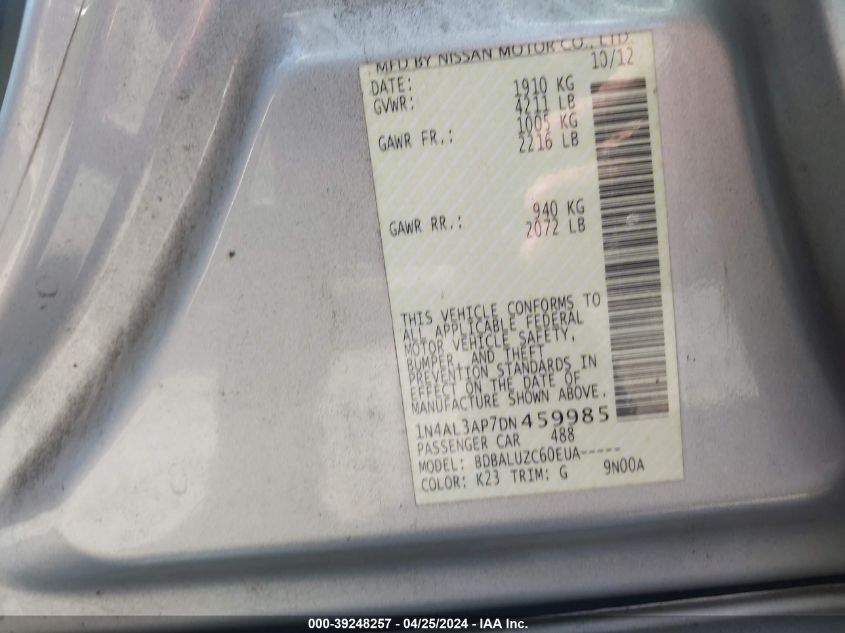 MFD BY NISSAN MOTOR CO., LTD
DATE: 10/12
GVWR: 1910 KG
4211 LB
GAWR FR.: 1005 KG
2216 LB
GAWR RR.: 940 KG
2072 LB
THIS VEHICLE CONFORMS TO
ALL APPLICABLE FEDERAL
MOTOR VEHICLE SAFETY,
BUMPER, AND THEFT
PREVENTION STANDARDS IN
EFFECT ON THE DATE OF
MANUFACTURE SHOWN ABOVE.
1N4AL3AP7DN459985
PASSENGER CAR 488
MODEL: BDBALUZC60EUA-----
COLOR: K23 TRIM: G 9N00A
000-39248257 - 04/25/2024 - IAA Inc.